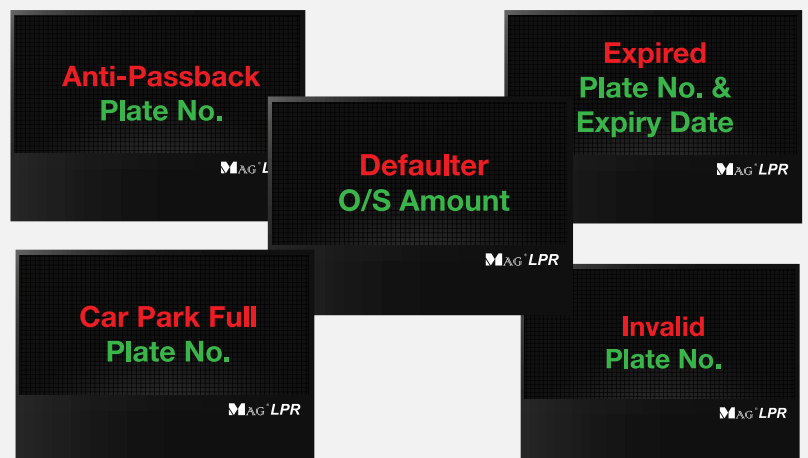 Anti-Passback
Plate No.
MAG L
Expired
Plate No. &
Expiry Date
MAG LPR
Defaulter
O/S Amount
MAG LPR
Car Park Full
Plate No.
MAG LPR
Invalid
Plate No.
MAG LPR